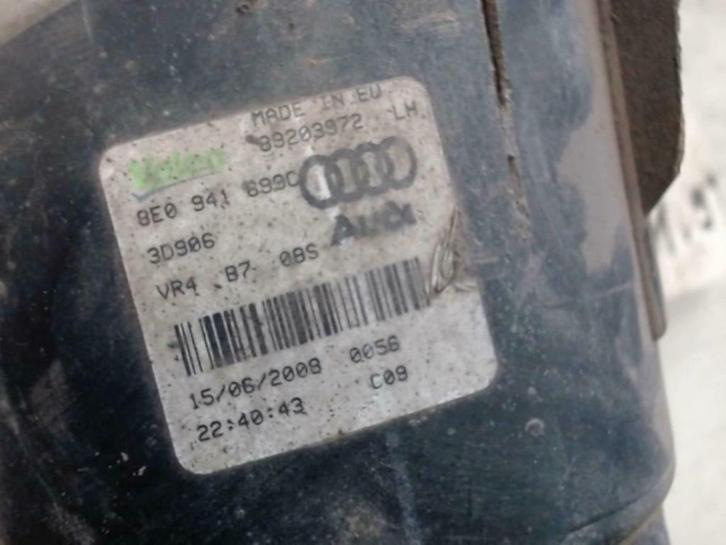 MADE IN EU
89203972 LH
Valeo
8E0 941 699C
Audi
3D906
VR4 B7 0BS
15/06/2008 0056
22:40:43 C09